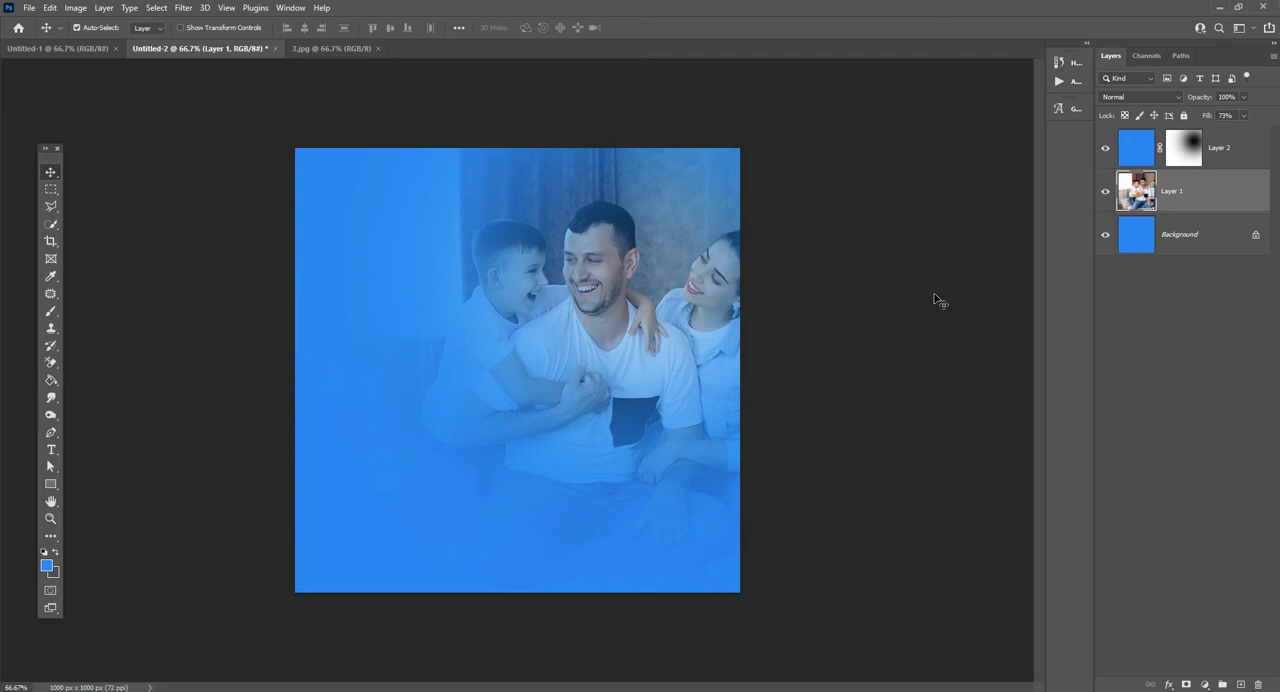 Ps File Edit Image Layer Type Select Filter 3D View Plugins Window Help
Auto-Select: Layer Show Transform Controls 3D Mode:
Untitled-1 @ 66.7% (RGB/8#) × Untitled-2 @ 66.7% (Layer 1, RGB/8#) * × 3.jpg @ 66.7% (RGB/8) ×
H...
A...
G...
Layers Channels Paths
Kind
Normal Opacity: 100%
Lock: Fill: 73%
Layer 2
Layer 1
Background
66.67% 1000 px x 1000 px (72 ppi)